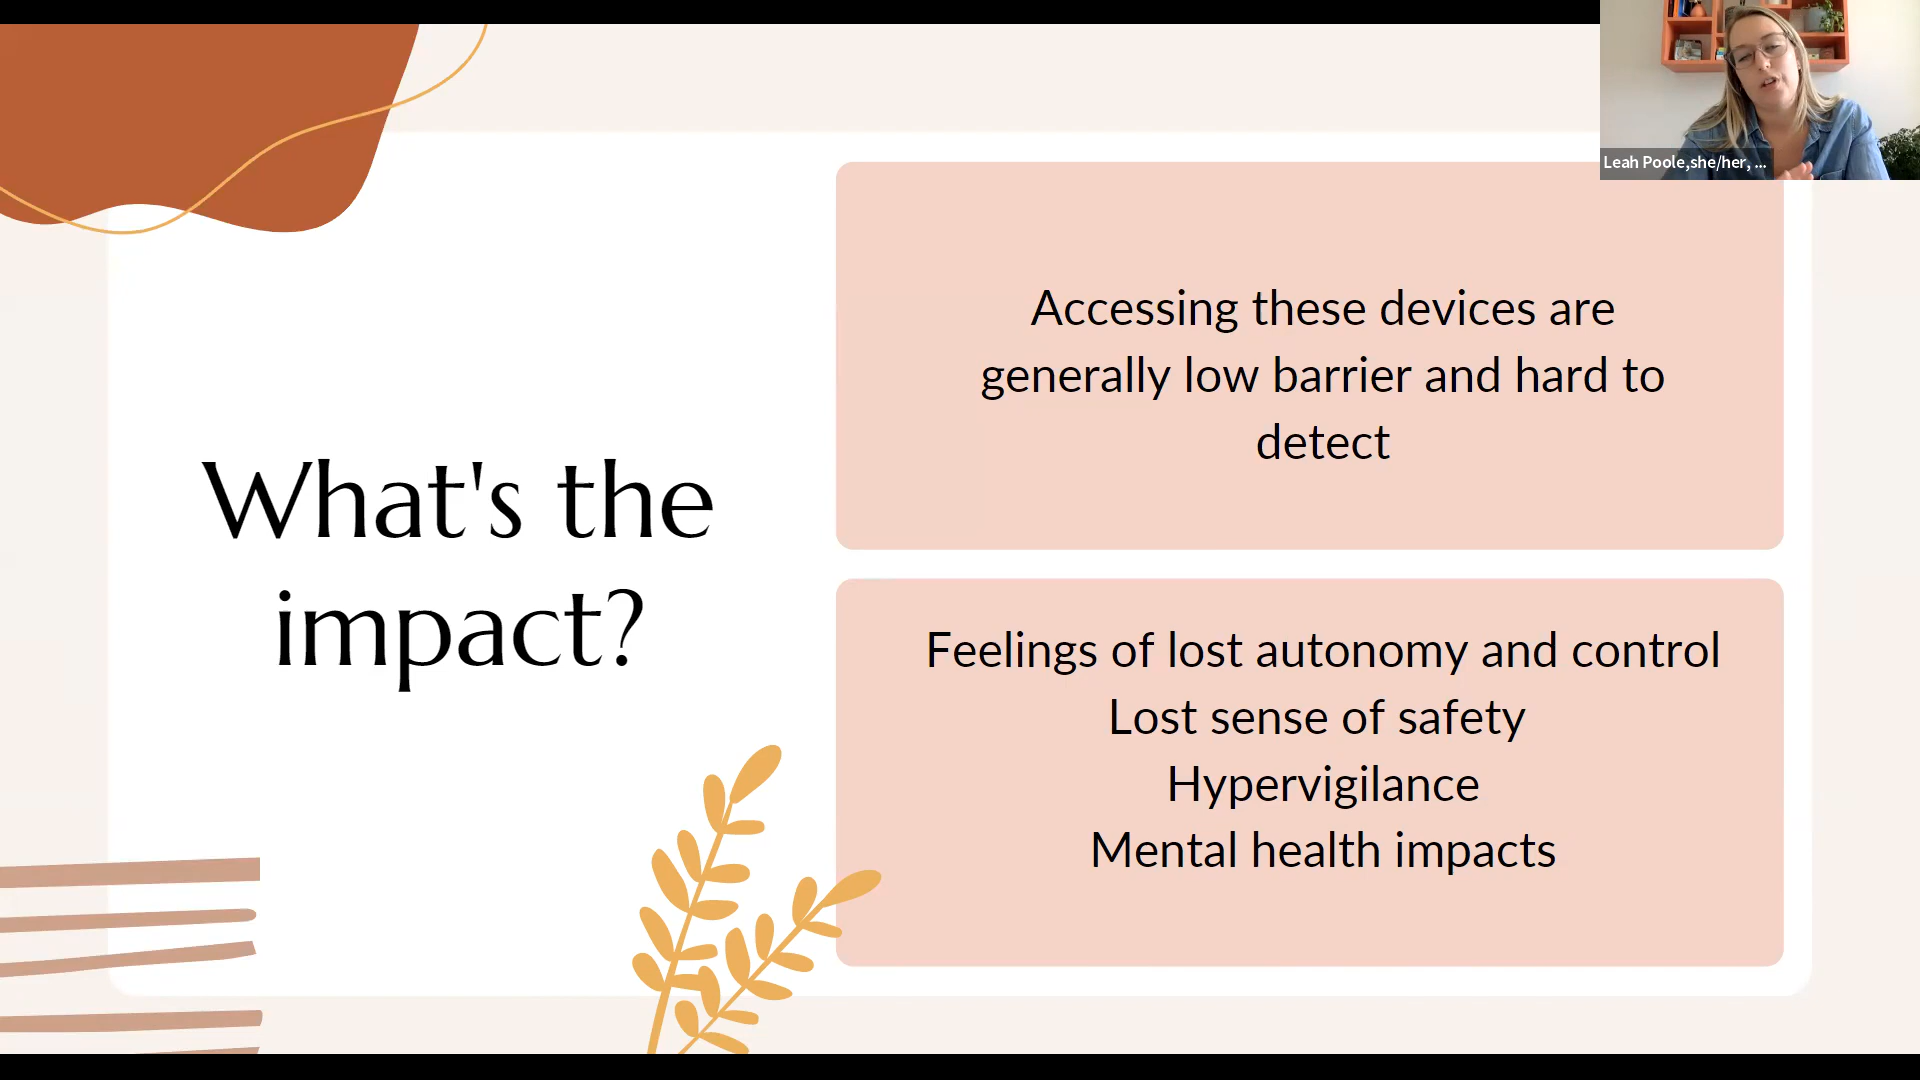 Leah Poole,she/her, ...
What's the
impact?
Accessing these devices are
generally low barrier and hard to
detect
Feelings of lost autonomy and control
Lost sense of safety
Hypervigilance
Mental health impacts